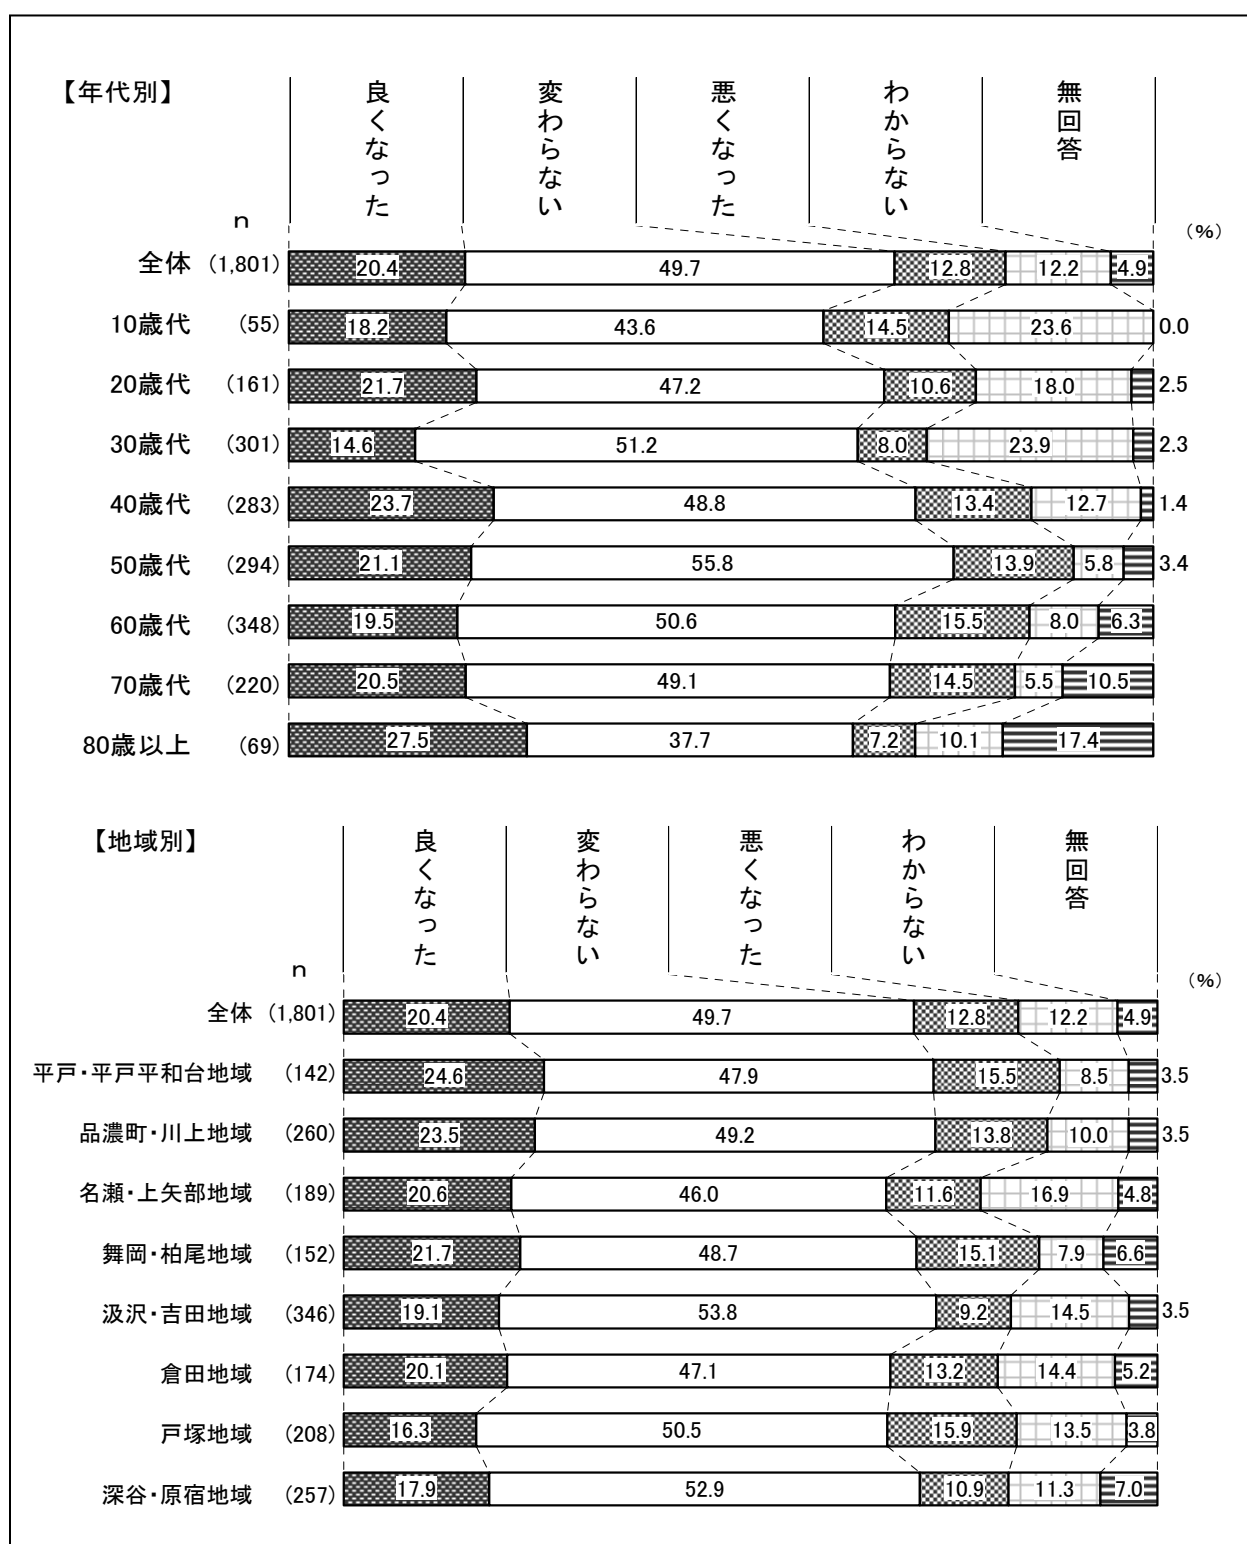 【年代別】
良くなった
変わらない
悪くなった
わからない
無回答
n
(%)
全体 (1,801) 20.4 49.7 12.8 12.2 4.9
10歳代 (55) 18.2 43.6 14.5 23.6 0.0
20歳代 (161) 21.7 47.2 10.6 18.0 2.5
30歳代 (301) 14.6 51.2 8.0 23.9 2.3
40歳代 (283) 23.7 48.8 13.4 12.7 1.4
50歳代 (294) 21.1 55.8 13.9 5.8 3.4
60歳代 (348) 19.5 50.6 15.5 8.0 6.3
70歳代 (220) 20.5 49.1 14.5 5.5 10.5
80歳以上 (69) 27.5 37.7 7.2 10.1 17.4
【地域別】
良くなった
変わらない
悪くなった
わからない
無回答
n
(%)
全体 (1,801) 20.4 49.7 12.8 12.2 4.9
平戸・平戸平和台地域 (142) 24.6 47.9 15.5 8.5 3.5
品濃町・川上地域 (260) 23.5 49.2 13.8 10.0 3.5
名瀬・上矢部地域 (189) 20.6 46.0 11.6 16.9 4.8
舞岡・柏尾地域 (152) 21.7 48.7 15.1 7.9 6.6
汲沢・吉田地域 (346) 19.1 53.8 9.2 14.5 3.5
倉田地域 (174) 20.1 47.1 13.2 14.4 5.2
戸塚地域 (208) 16.3 50.5 15.9 13.5 3.8
深谷・原宿地域 (257) 17.9 52.9 10.9 11.3 7.0